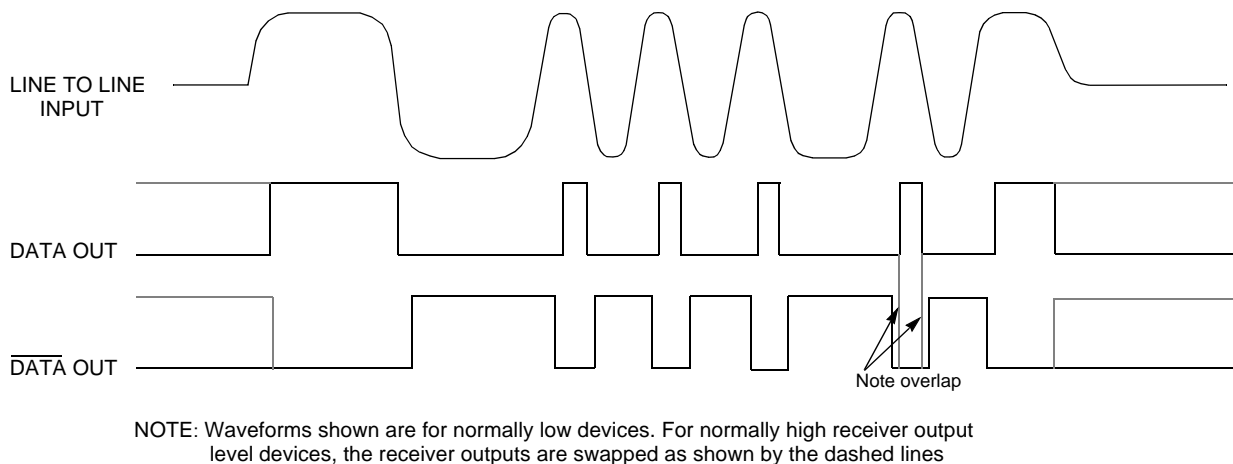 LINE TO LINE
INPUT
DATA OUT
DATA OUT
Note overlap
NOTE: Waveforms shown are for normally low devices. For normally high receiver output
level devices, the receiver outputs are swapped as shown by the dashed lines